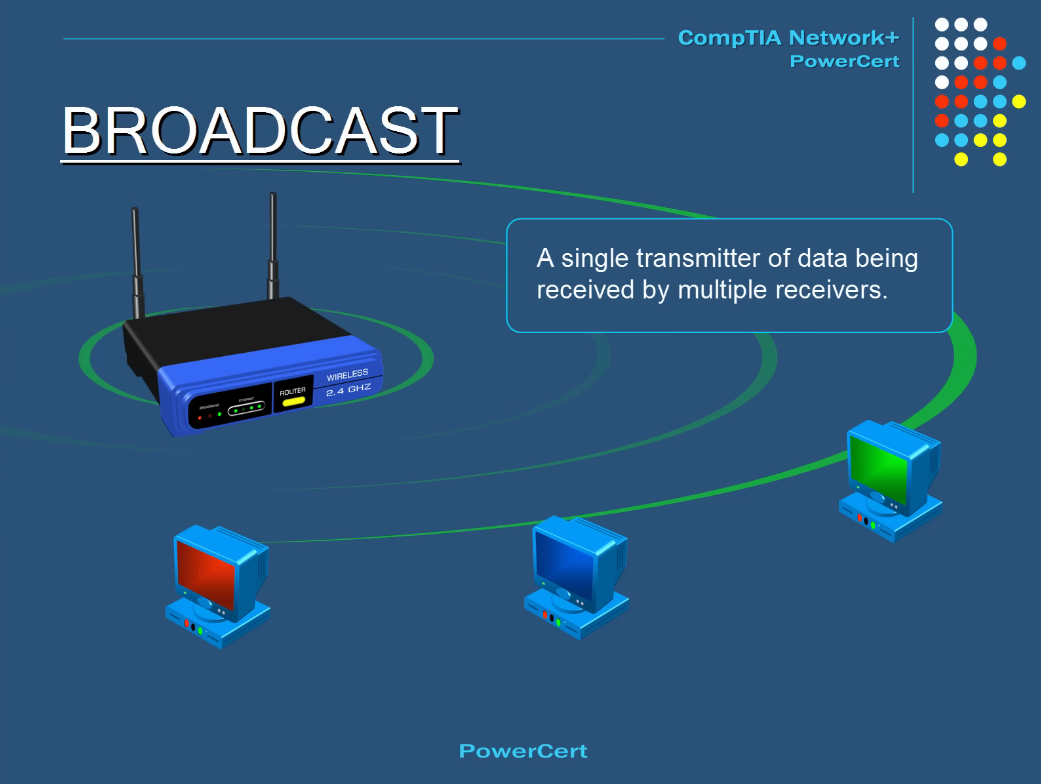 CompTIA Network+
PowerCert
BROADCAST
A single transmitter of data being
received by multiple receivers.
WIRELESS
2.4 GHZ
ROUTER
PowerCert